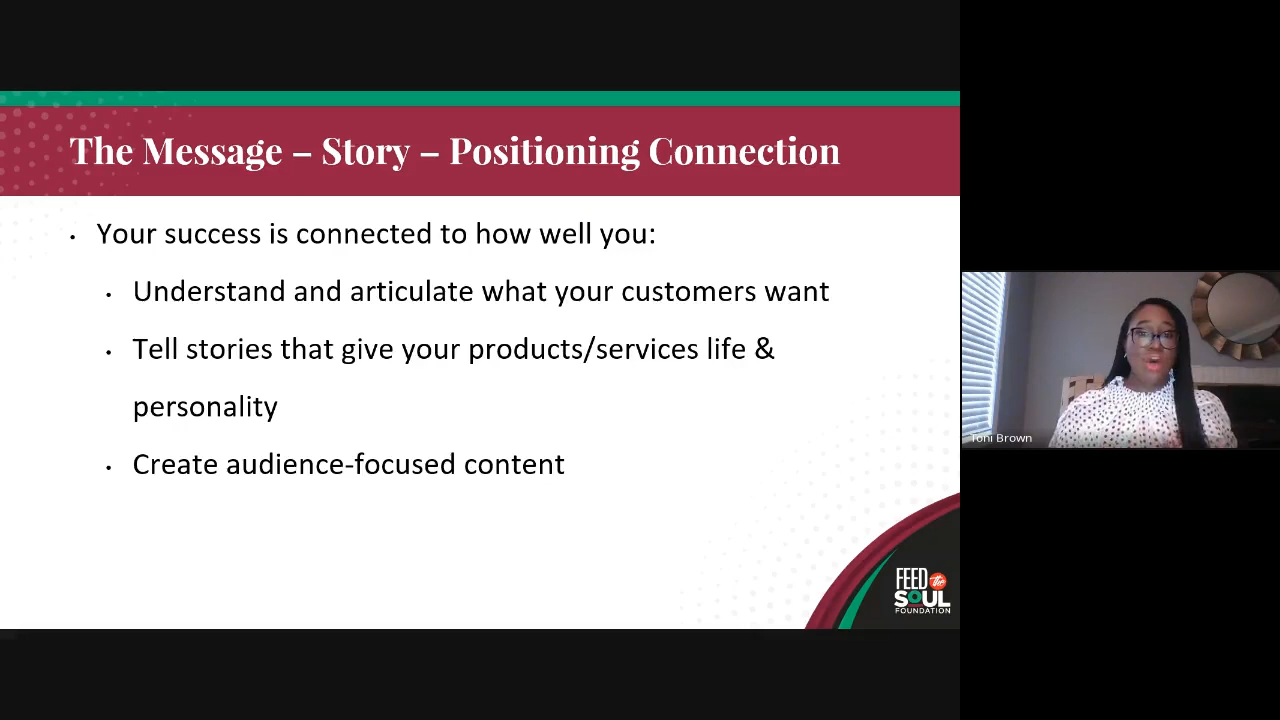 The Message – Story – Positioning Connection
• Your success is connected to how well you:
• Understand and articulate what your customers want
• Tell stories that give your products/services life &
personality
• Create audience-focused content
FEED the
SOUL
FOUNDATION
Toni Brown